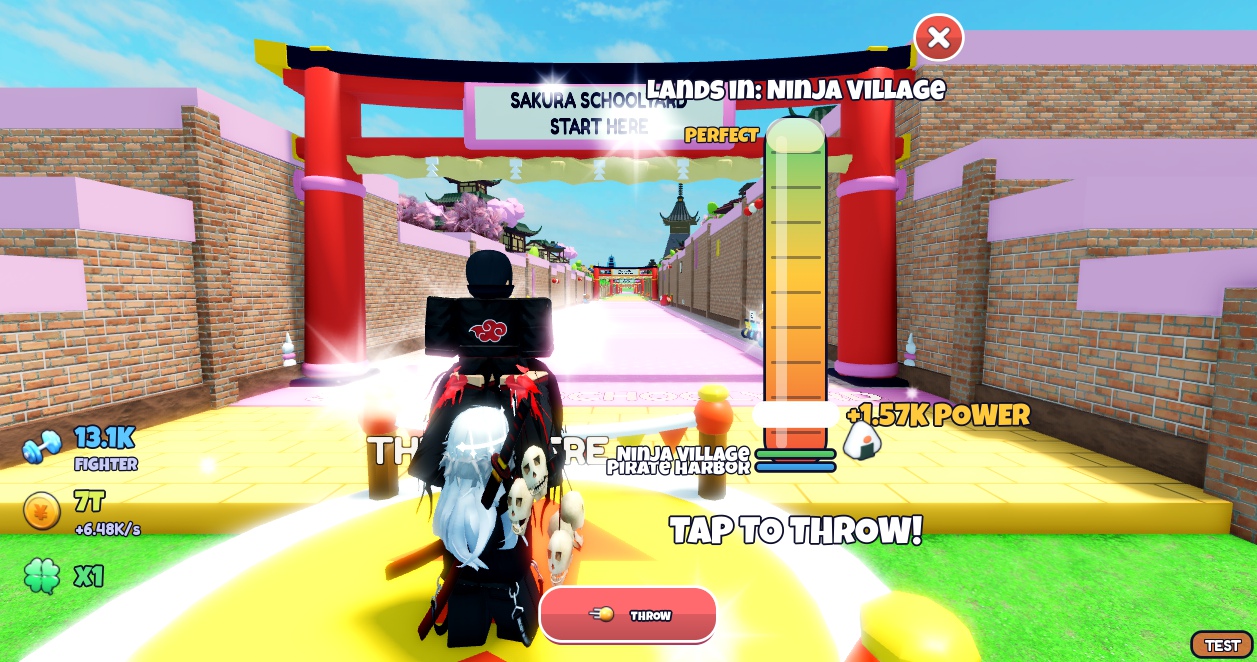 LANDS IN: NINJA VILLAGE
SAKURA SCHOOLYARD
START HERE
PERFECT
+1.57K POWER
13.1K
FIGHTER
NINJA VILLAGE
PIRATE HARBOR
7T
+6.48K/s
TAP TO THROW!
X1
THROW
TEST